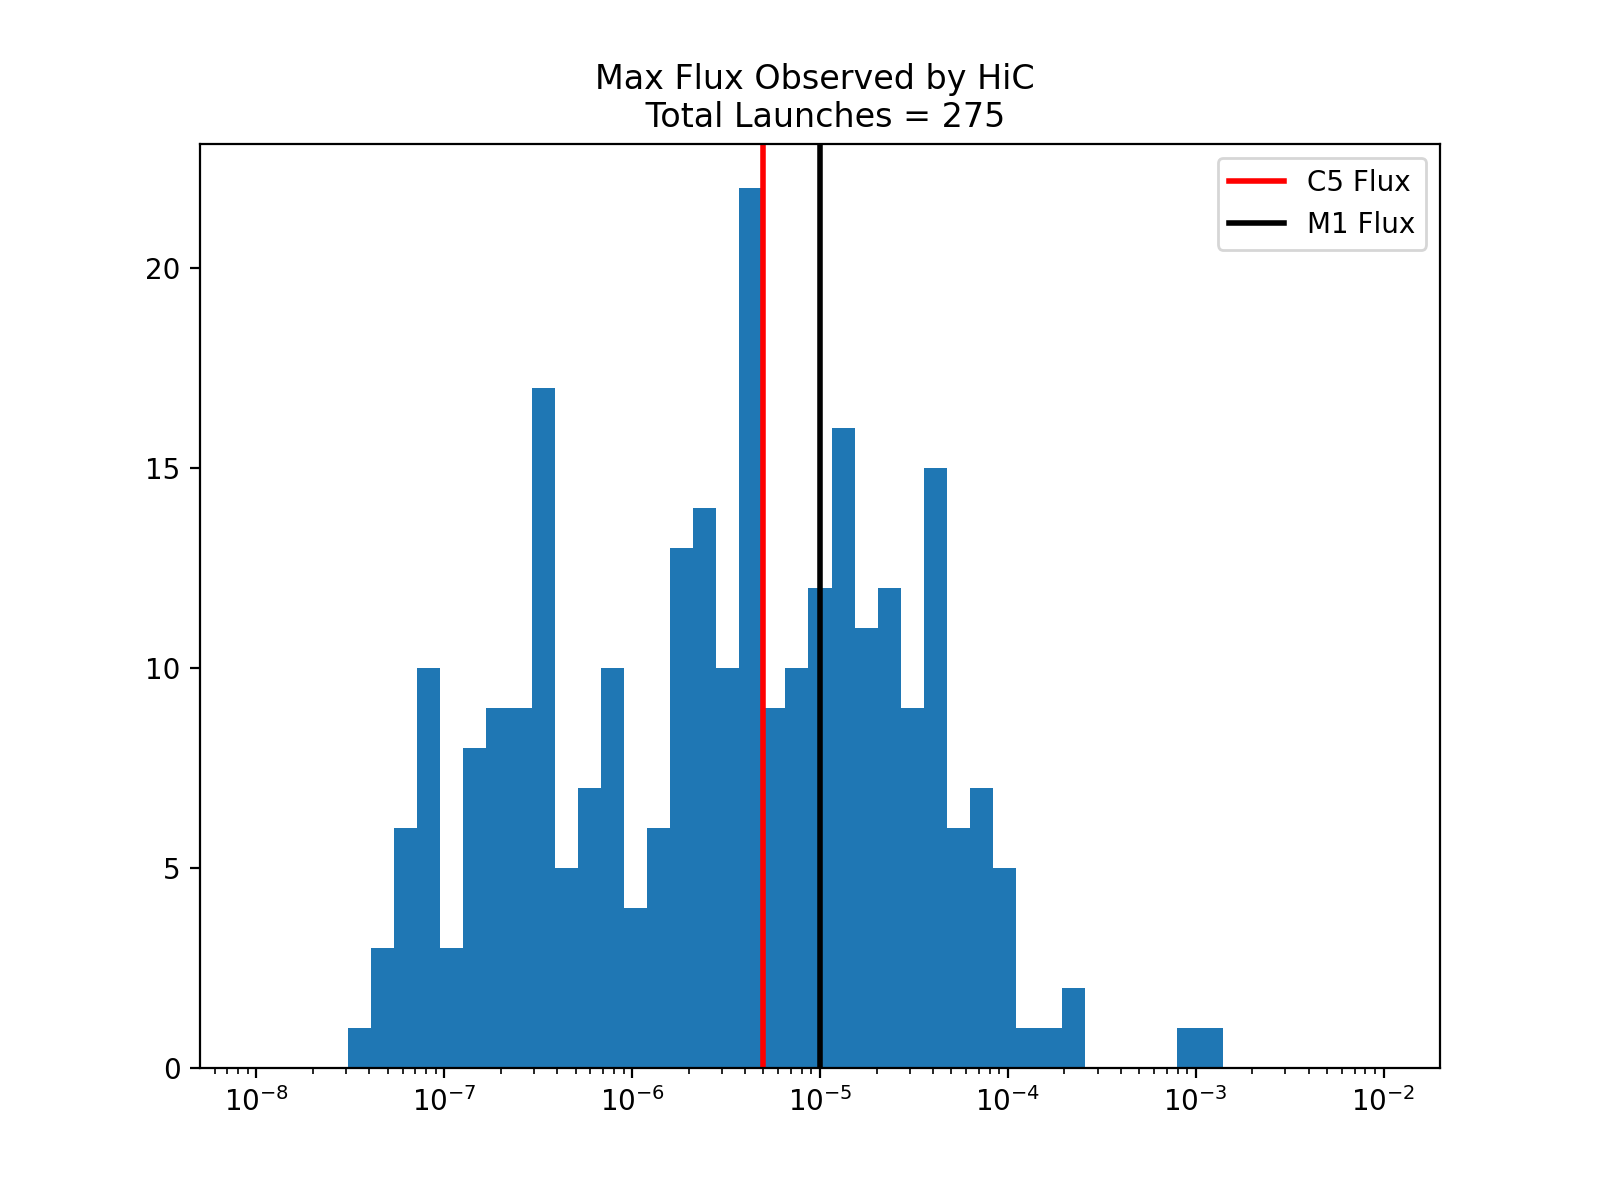 Max Flux Observed by HiC
Total Launches = 275
C5 Flux
M1 Flux
20
15
10
5
0
10⁻⁸ 10⁻⁷ 10⁻⁶ 10⁻⁵ 10⁻⁴ 10⁻³ 10⁻²